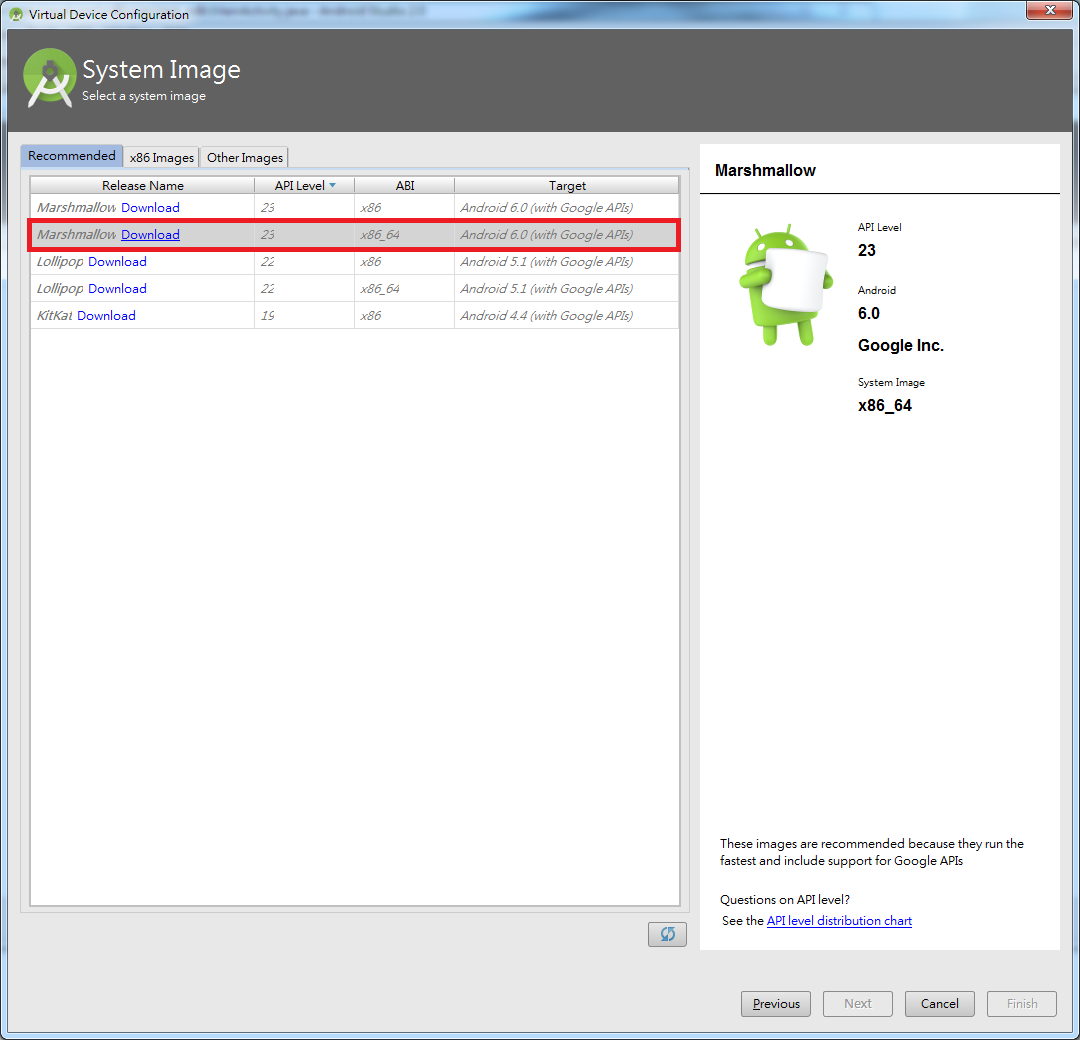 Virtual Device Configuration
System Image
Select a system image
Recommended x86 Images Other Images
Release Name API Level ABI Target
Marshmallow Download 23 x86 Android 6.0 (with Google APIs)
Marshmallow Download 23 x86_64 Android 6.0 (with Google APIs)
Lollipop Download 22 x86 Android 5.1 (with Google APIs)
Lollipop Download 22 x86_64 Android 5.1 (with Google APIs)
KitKat Download 19 x86 Android 4.4 (with Google APIs)
Marshmallow
API Level
23
Android
6.0
Google Inc.
System Image
x86_64
These images are recommended because they run the
fastest and include support for Google APIs
Questions on API level?
See the API level distribution chart
Previous Next Cancel Finish